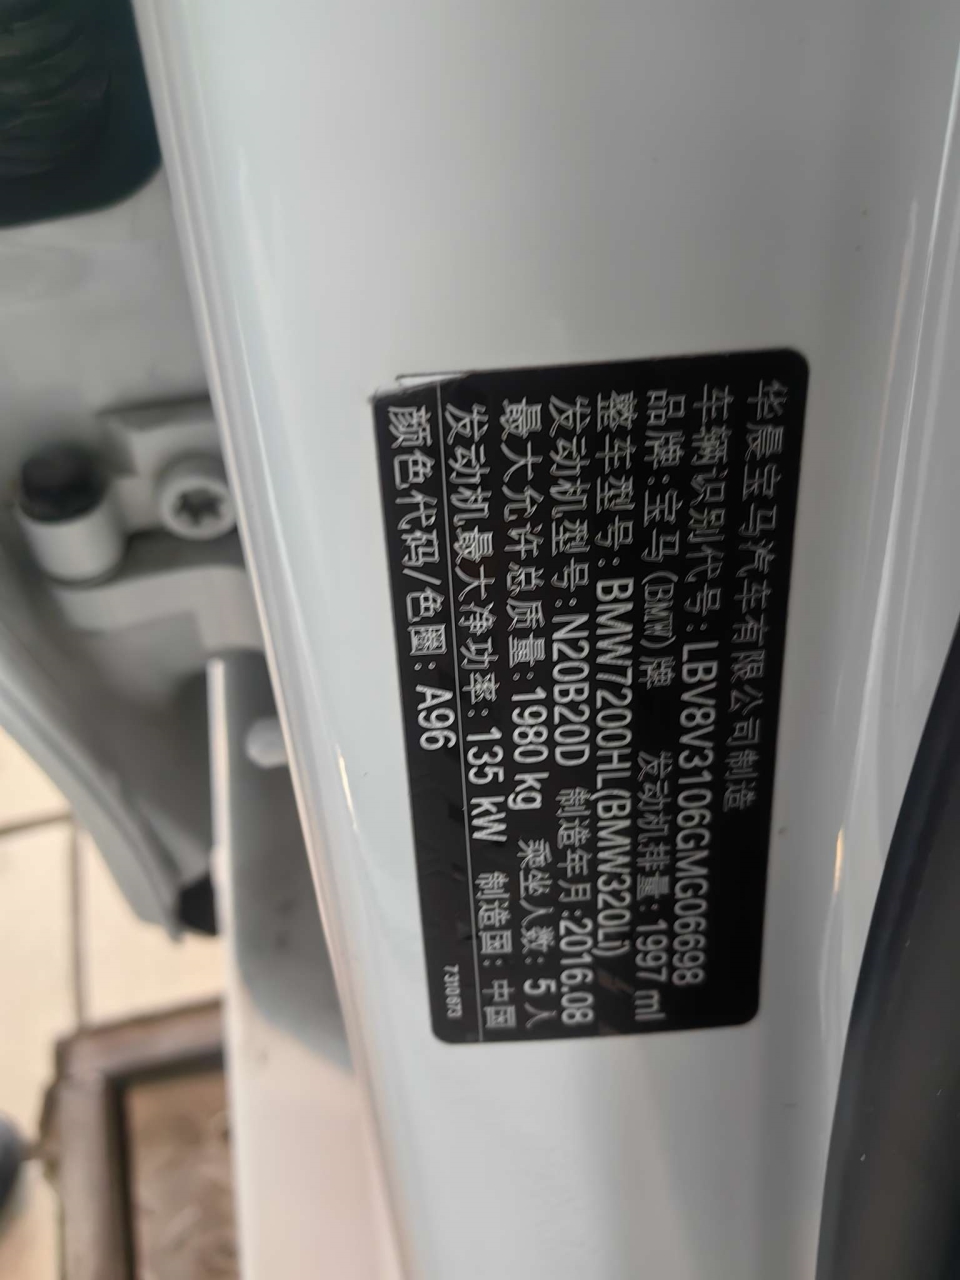 华晨宝马汽车有限公司制造
车辆识别代号：LBV8V3106GMG06698
品牌：宝马(BMW)牌 发动机排量：1997 ml
整车型号：BMW7200HL(BMW320Li)
发动机型号：N20B20D 制造年月:2016.08
最大允许总质量：1980 kg 乘坐人数：5人
发动机最大净功率：135 kW 制造国：中国
颜色代码/色圈：A96
7310673